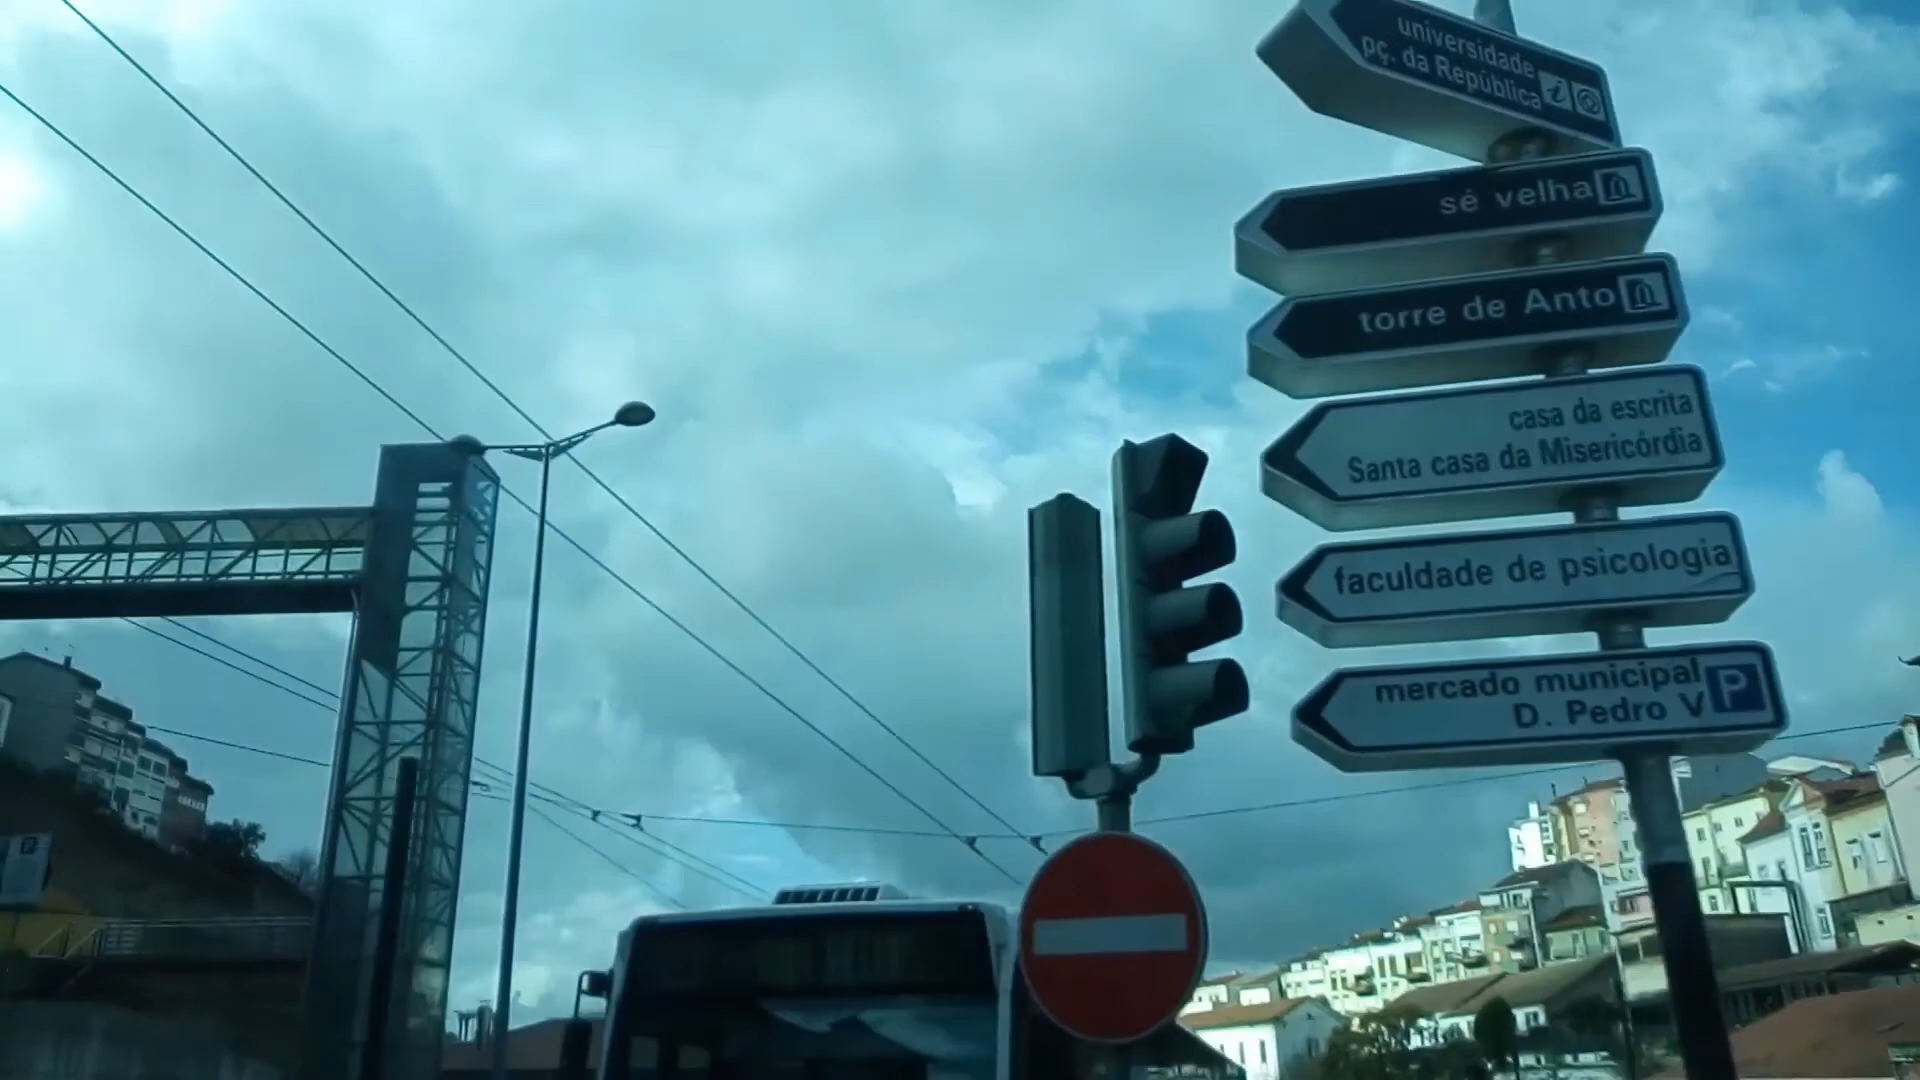 universidade
pç. da República i @
sé velha
torre de Anto
casa da escrita
Santa casa da Misericórdia
faculdade de psicologia
mercado municipal P
D. Pedro V
P